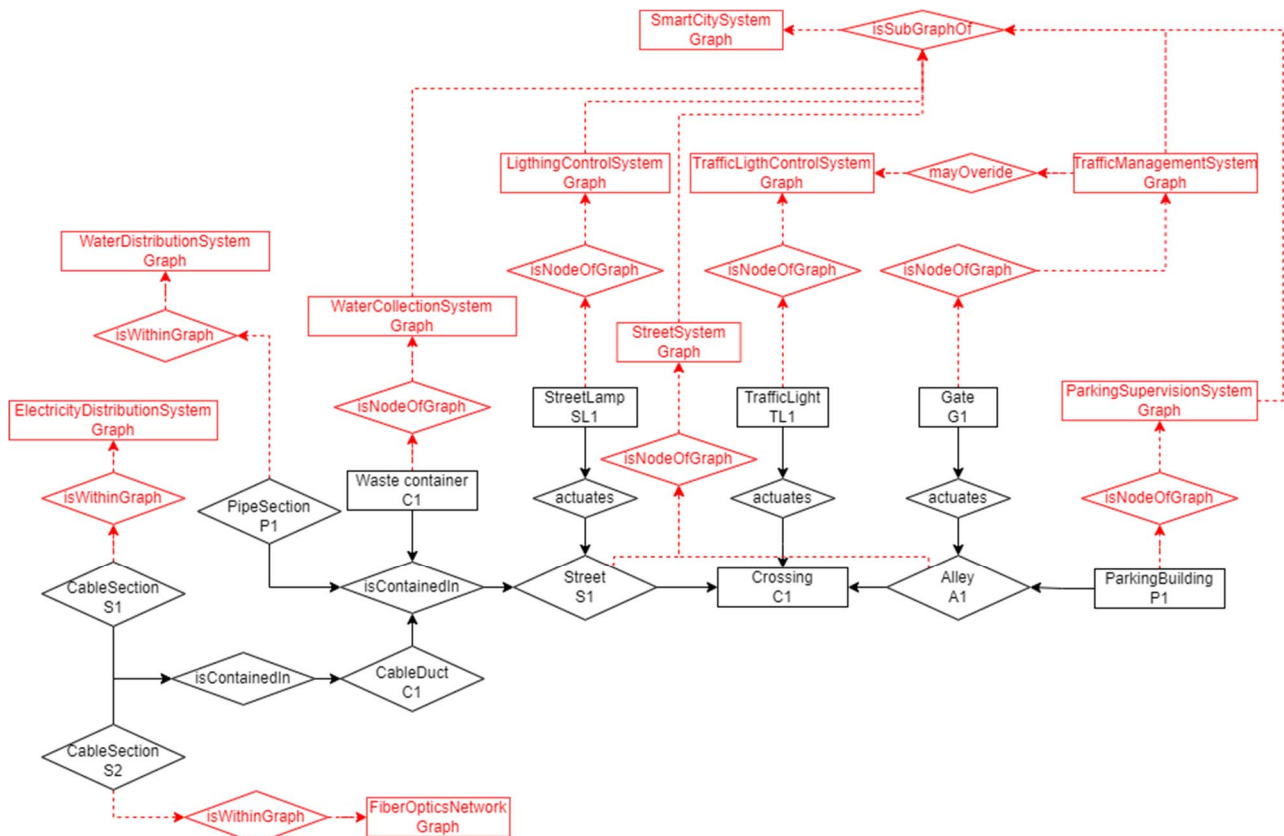 SmartCitySystem
Graph
isSubGraphOf
LigthingControlSystem
Graph
TrafficLigthControlSystem
Graph
mayOveride
TrafficManagementSystem
Graph
WaterDistributionSystem
Graph
isNodeOfGraph
isNodeOfGraph
isNodeOfGraph
WaterCollectionSystem
Graph
isWithinGraph
StreetSystem
Graph
ElectricityDistributionSystem
Graph
isNodeOfGraph
StreetLamp
SL1
TrafficLight
TL1
Gate
G1
ParkingSupervisionSystem
Graph
isNodeOfGraph
isWithinGraph
PipeSection
P1
Waste container
C1
actuates
actuates
actuates
isNodeOfGraph
CableSection
S1
isContainedIn
Street
S1
Crossing
C1
Alley
A1
ParkingBuilding
P1
isContainedIn
CableDuct
C1
CableSection
S2
isWithinGraph
FiberOpticsNetwork
Graph